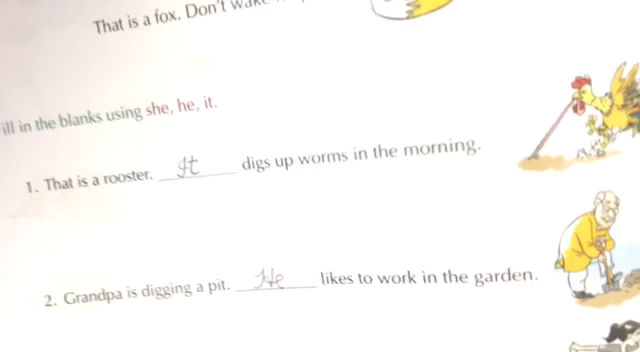 That is a fox. Don't wake
ill in the blanks using she, he, it.
1. That is a rooster. It digs up worms in the morning.
2. Grandpa is digging a pit. He likes to work in the garden.